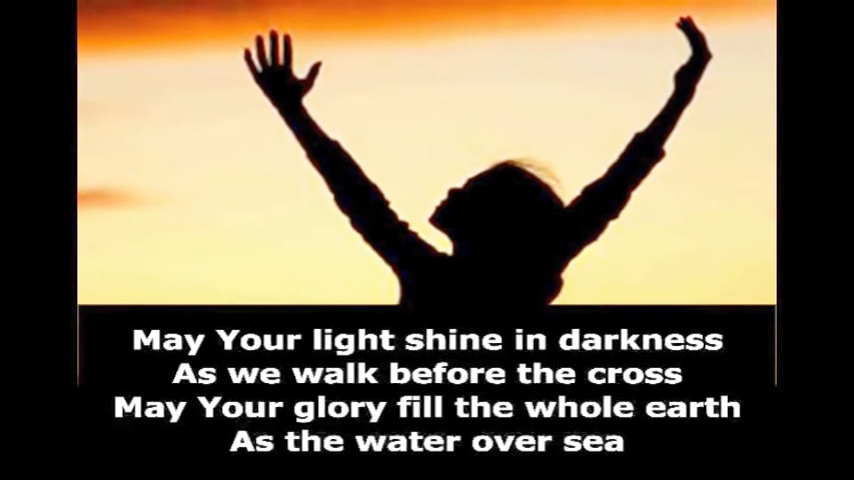 May Your light shine in darkness
As we walk before the cross
May Your glory fill the whole earth
As the water over sea